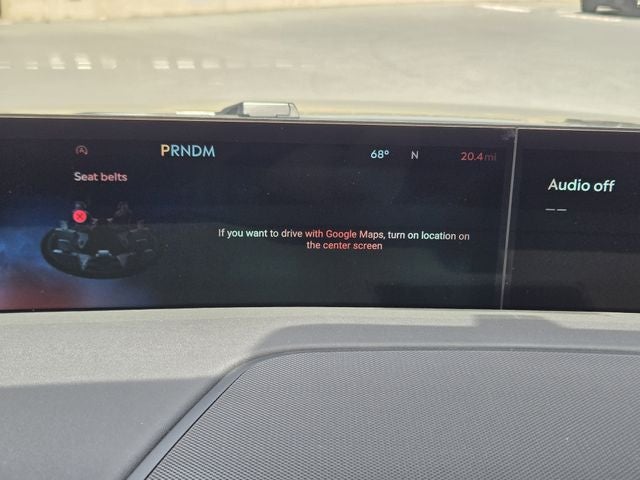 PRNDM
68° N 20.4 mi
Seat belts
Audio off
If you want to drive with Google Maps, turn on location on
the center screen